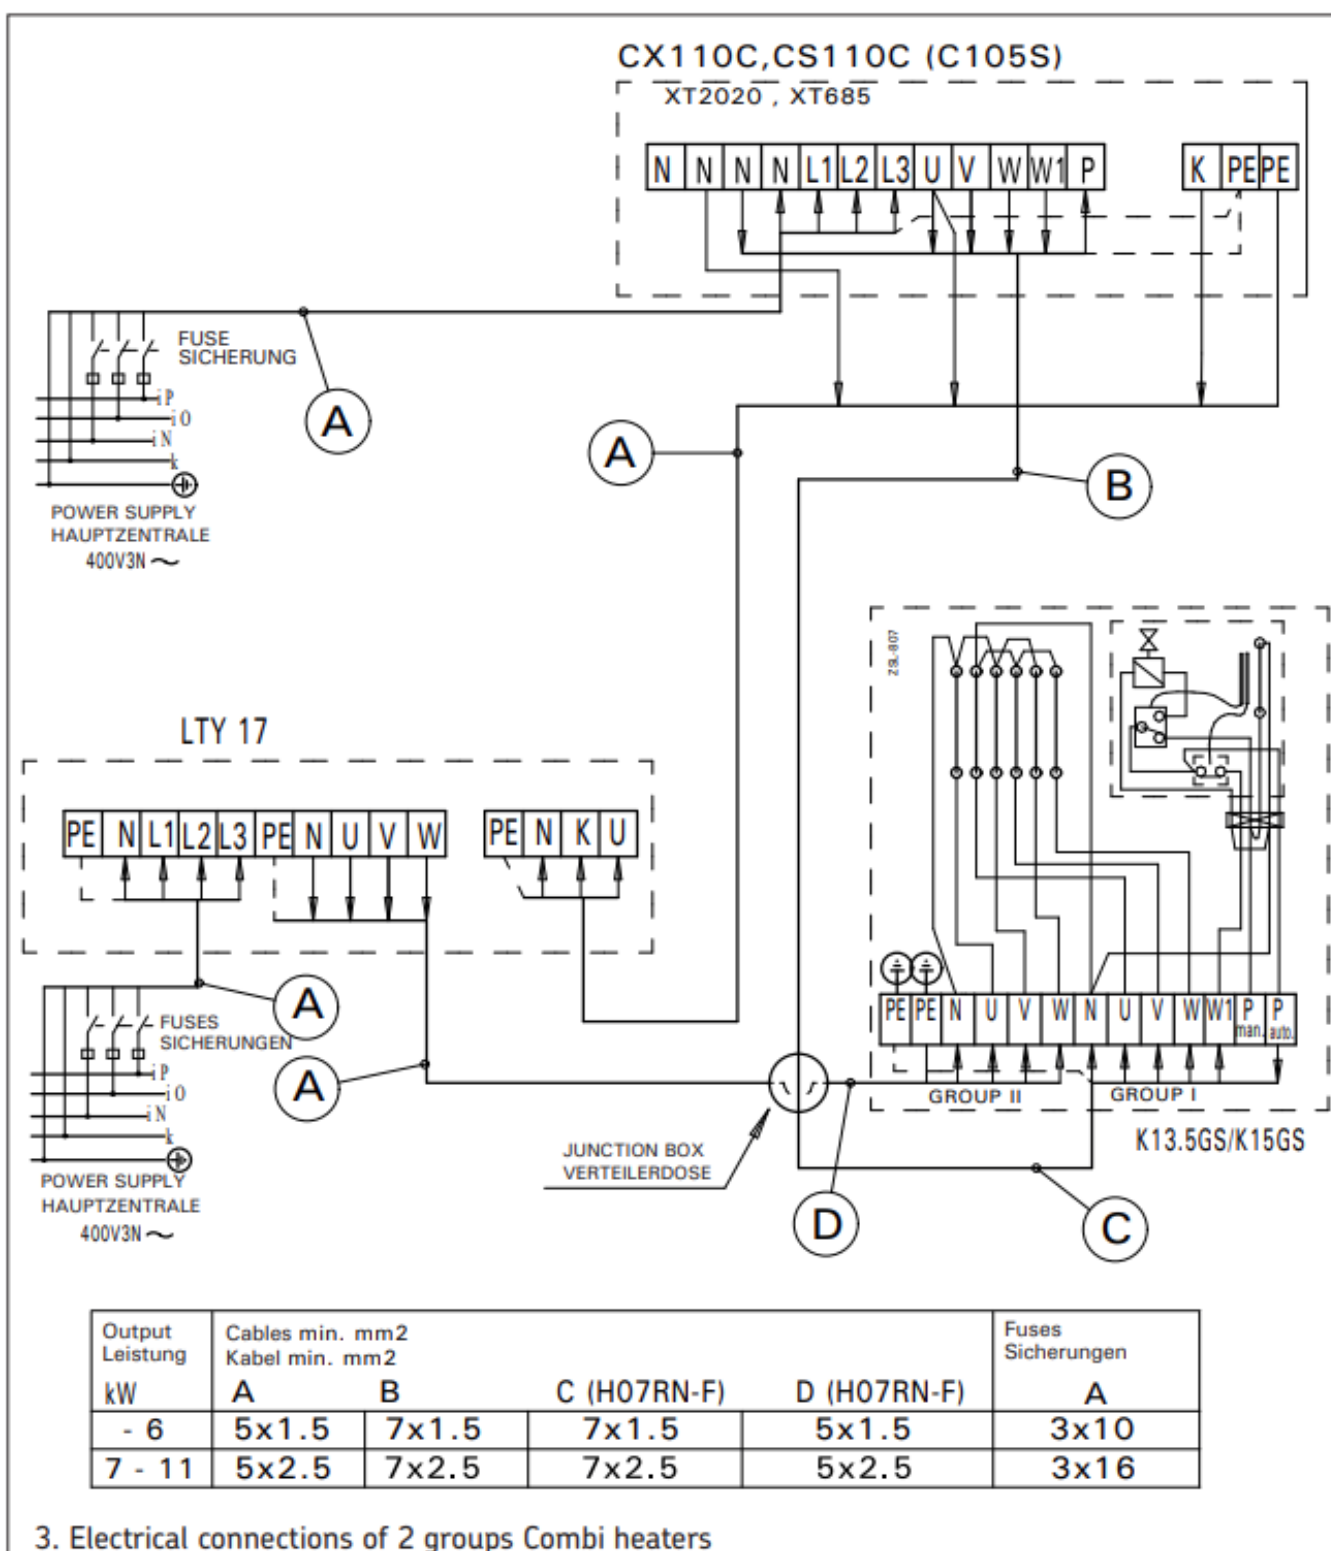 CX110C,CS110C (C105S)
XT2020 , XT685
N N N N L1 L2 L3 U V W W1 P K PE PE
FUSE
SICHERUNG
i P
i O
i N
k
POWER SUPPLY
HAUPTZENTRALE
400V3N ~
A
A
B
ZSL-807
LTY 17
PE N L1 L2 L3 PE N U V W PE N K U
A
FUSES
SICHERUNGEN
i P
i O
i N
k
POWER SUPPLY
HAUPTZENTRALE
400V3N ~
A
PE PE N U V W N U V W W1 P man. P auto.
GROUP II GROUP I
K13.5GS/K15GS
JUNCTION BOX
VERTEILERDOSE
D
C
Output Leistung kW
Cables min. mm2
Kabel min. mm2
Fuses
Sicherungen
A B C (H07RN-F) D (H07RN-F) A
- 6 5x1.5 7x1.5 7x1.5 5x1.5 3x10
7 - 11 5x2.5 7x2.5 7x2.5 5x2.5 3x16
3. Electrical connections of 2 groups Combi heaters